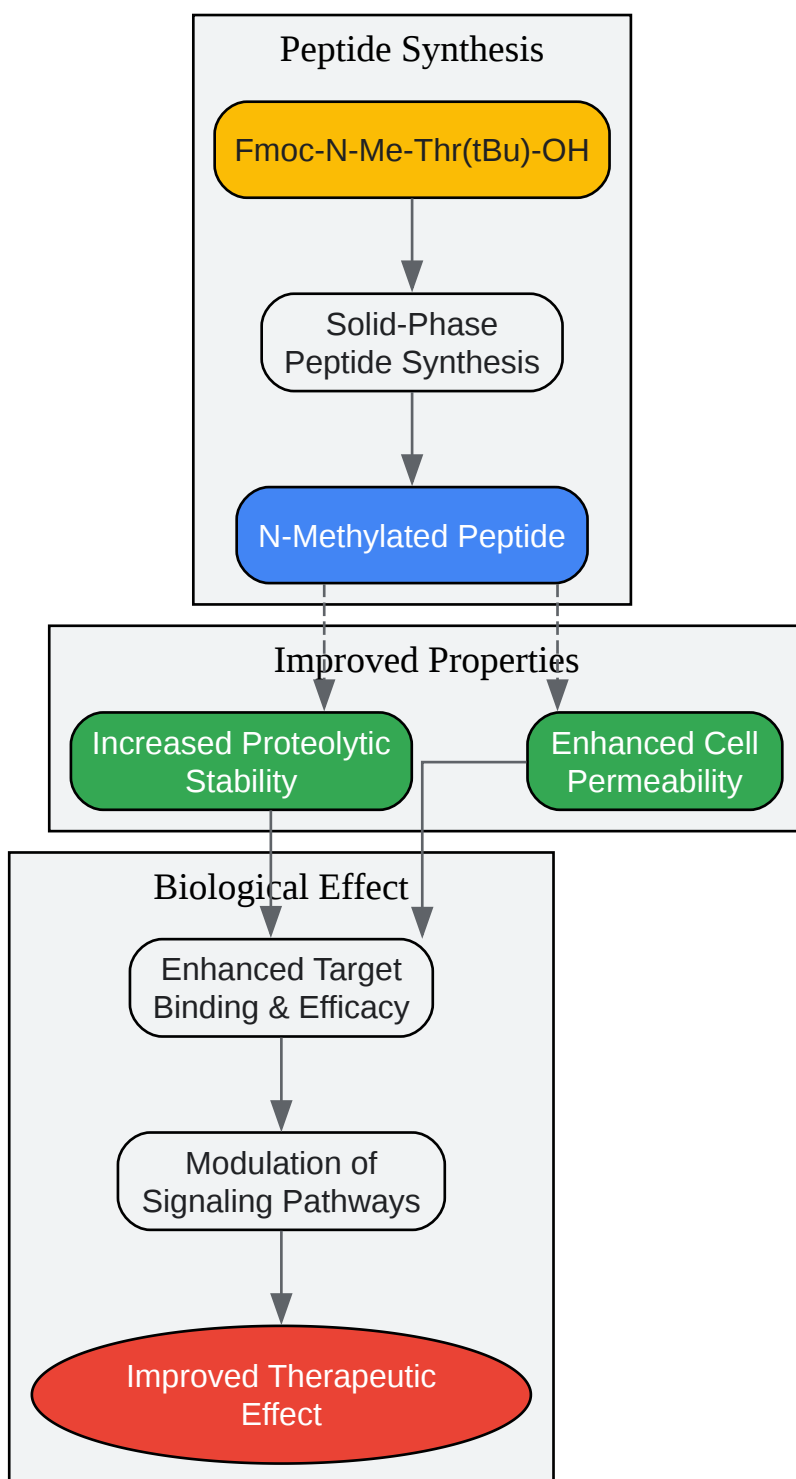 Peptide Synthesis
Fmoc-N-Me-Thr(tBu)-OH
Solid-Phase
Peptide Synthesis
N-Methylated Peptide
Improved Properties
Increased Proteolytic
Stability
Enhanced Cell
Permeability
Biological Effect
Enhanced Target
Binding & Efficacy
Modulation of
Signaling Pathways
Improved Therapeutic
Effect